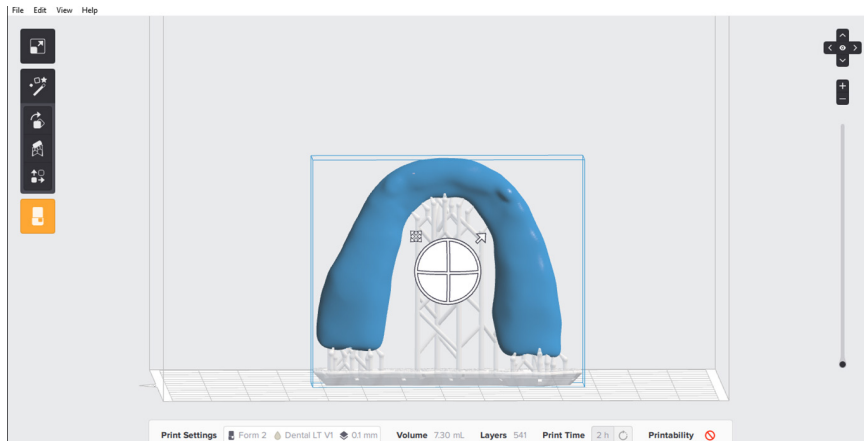 File Edit View Help
Print Settings Form 2 Dental LT V1 0.1 mm Volume 7.30 mL Layers 541 Print Time 2 h Printability